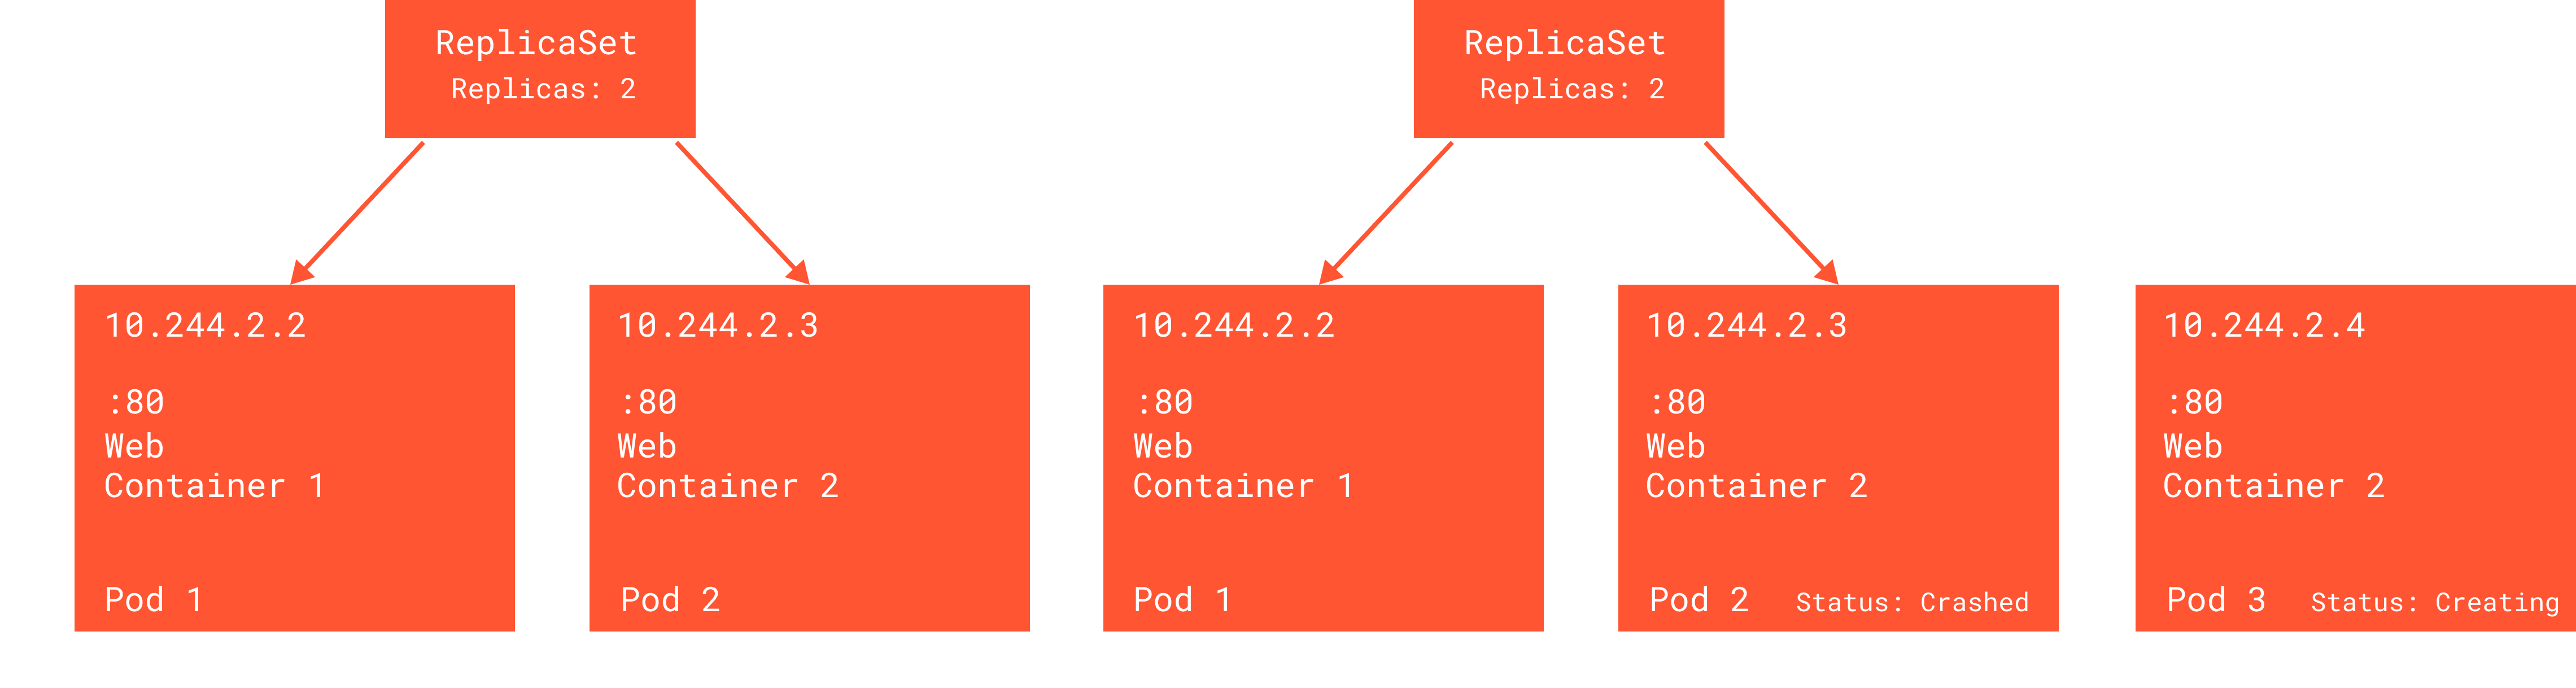 ReplicaSet
Replicas: 2
10.244.2.2
:80
Web
Container 1
Pod 1
10.244.2.3
:80
Web
Container 2
Pod 2
ReplicaSet
Replicas: 2
10.244.2.2
:80
Web
Container 1
Pod 1
10.244.2.3
:80
Web
Container 2
Pod 2 Status: Crashed
10.244.2.4
:80
Web
Container 2
Pod 3 Status: Creating